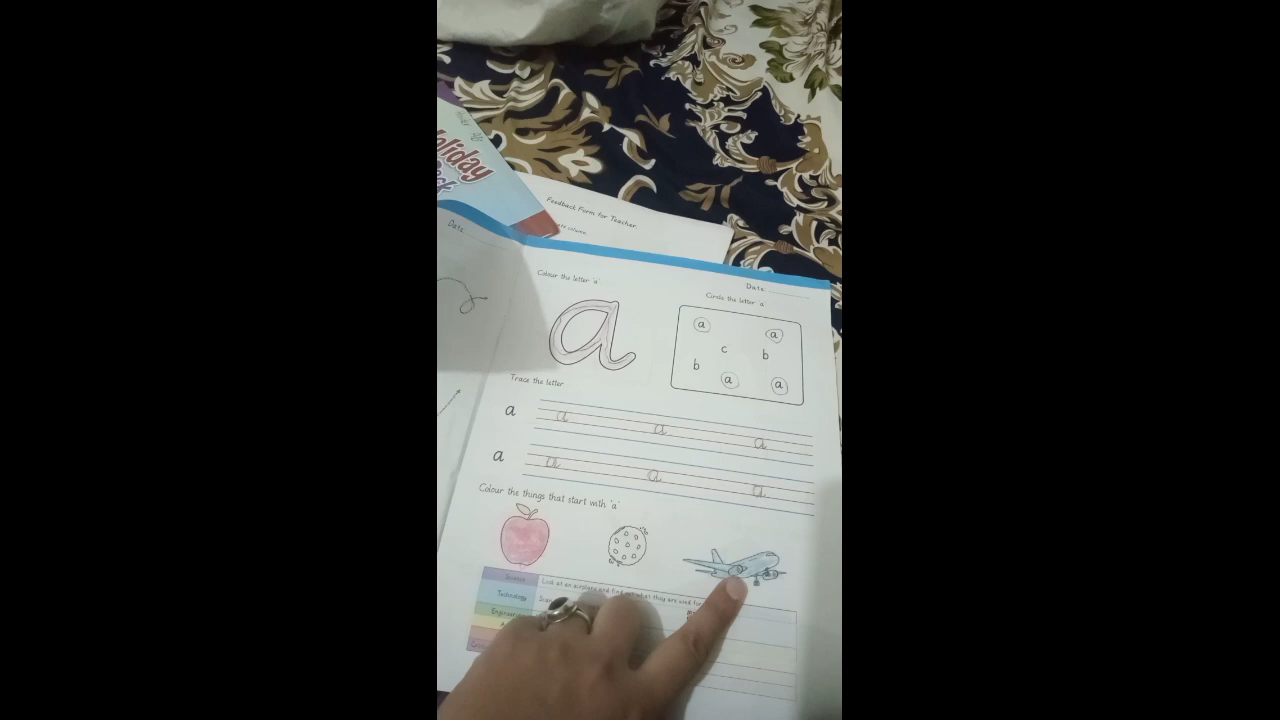 Holiday
Feedback Form for Teacher
column
Date
Date
Colour the letter 'a'
Circle the letter 'a'
a
a a
c b
b a a
Trace the letter
a a a a
a a a a
Colour the things that start with 'a'
Science Look at an airplane and find out what they are used for
Technology
Engineering